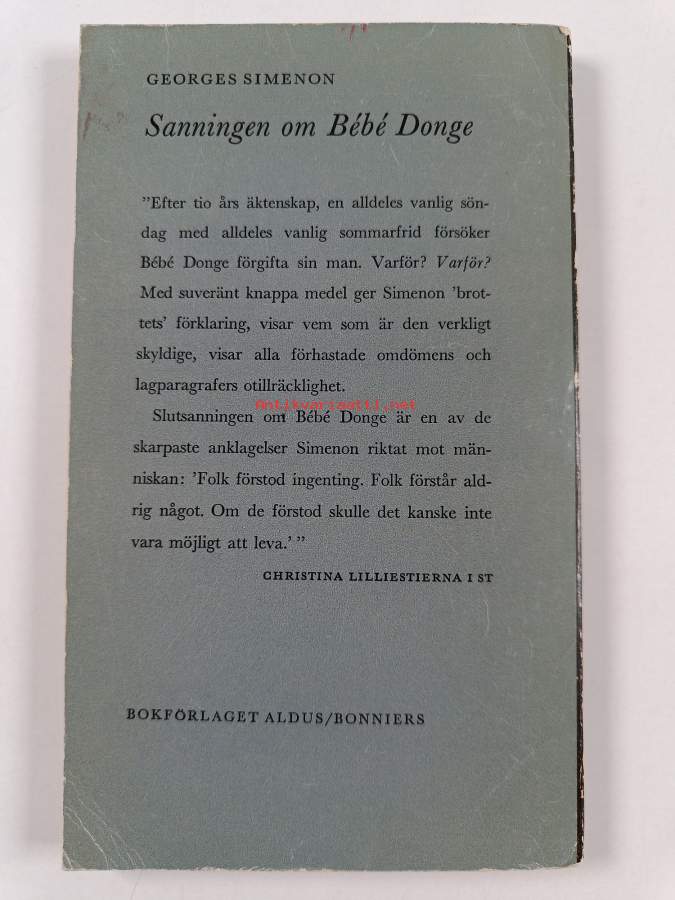 GEORGES SIMENON
Sanningen om Bébé Donge
”Efter tio års äktenskap, en alldeles vanlig sön-
dag med alldeles vanlig sommarfrid försöker
Bébé Donge förgifta sin man. Varför? Varför?
Med suveränt knappa medel ger Simenon ’brot-
tets’ förklaring, visar vem som är den verkligt
skyldige, visar alla förhastade omdömens och
lagparagrafers otillräcklighet.
Antikvariaatti.net
Slutsanningen om Bébé Donge är en av de
skarpaste anklagelser Simenon riktat mot män-
niskan: ’Folk förstod ingenting. Folk förstår ald-
rig något. Om de förstod skulle det kanske inte
vara möjligt att leva.’ ”
CHRISTINA LILLIESTIERNA I ST
BOKFÖRLAGET ALDUS/BONNIERS